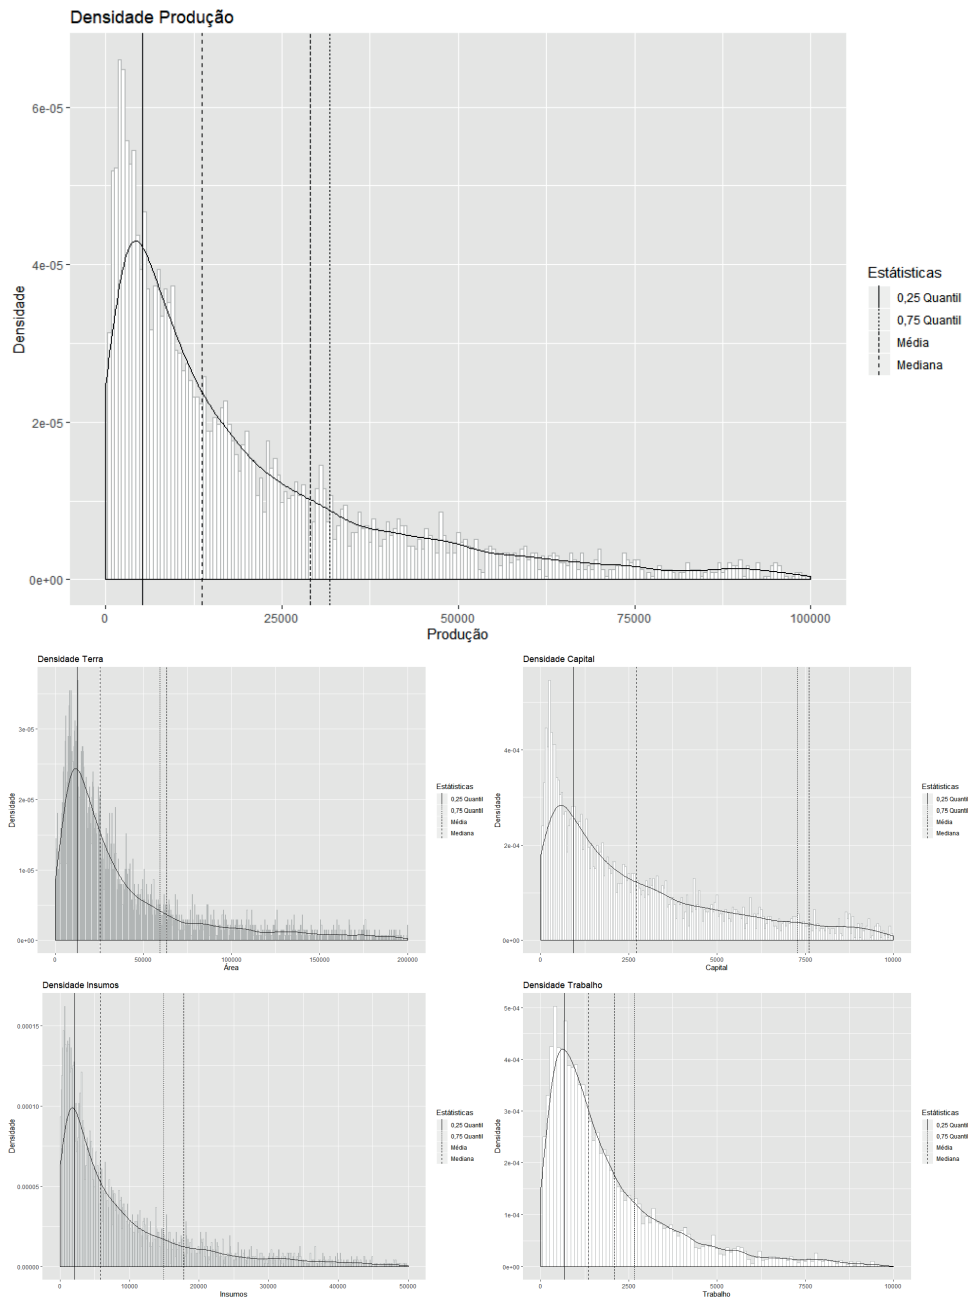 Densidade Produção
6e-05
4e-05
2e-05
0e+00
Densidade
0
25000
50000
75000
100000
Produção
Estátisticas
0,25 Quantil
0,75 Quantil
Média
Mediana
Densidade Terra
3e-05
2e-05
1e-05
0e+00
Densidade
0
50000
100000
150000
200000
Área
Estátisticas
0,25 Quantil
0,75 Quantil
Média
Mediana
Densidade Capital
4e-04
2e-04
0e+00
Densidade
0
2500
5000
7500
10000
Capital
Estátisticas
0,25 Quantil
0,75 Quantil
Média
Mediana
Densidade Insumos
0.00015
0.00010
0.00005
0.00000
Densidade
0
10000
20000
30000
40000
50000
Insumos
Estátisticas
0,25 Quantil
0,75 Quantil
Média
Mediana
Densidade Trabalho
5e-04
4e-04
3e-04
2e-04
1e-04
0e+00
Densidade
0
2500
5000
7500
10000
Trabalho
Estátisticas
0,25 Quantil
0,75 Quantil
Média
Mediana